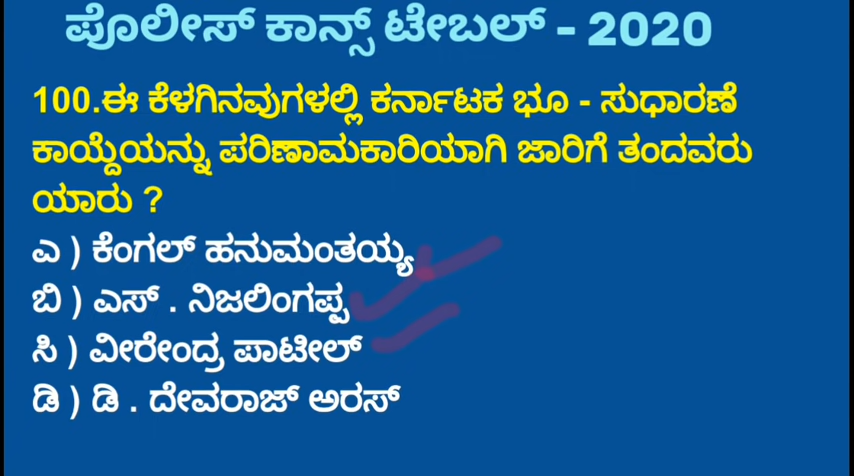 ಪೊಲೀಸ್ ಕಾನ್ಸ್ ಟೇಬಲ್ - 2020
100.ಈ ಕೆಳಗಿನವುಗಳಲ್ಲಿ ಕರ್ನಾಟಕ ಭೂ - ಸುಧಾರಣೆ
ಕಾಯ್ದೆಯನ್ನು ಪರಿಣಾಮಕಾರಿಯಾಗಿ ಜಾರಿಗೆ ತಂದವರು
ಯಾರು ?
ಎ ) ಕೆಂಗಲ್ ಹನುಮಂತಯ್ಯ
ಬಿ ) ಎಸ್ . ನಿಜಲಿಂಗಪ್ಪ
ಸಿ ) ವೀರೇಂದ್ರ ಪಾಟೀಲ್
ಡಿ ) ಡಿ . ದೇವರಾಜ್ ಅರಸ್